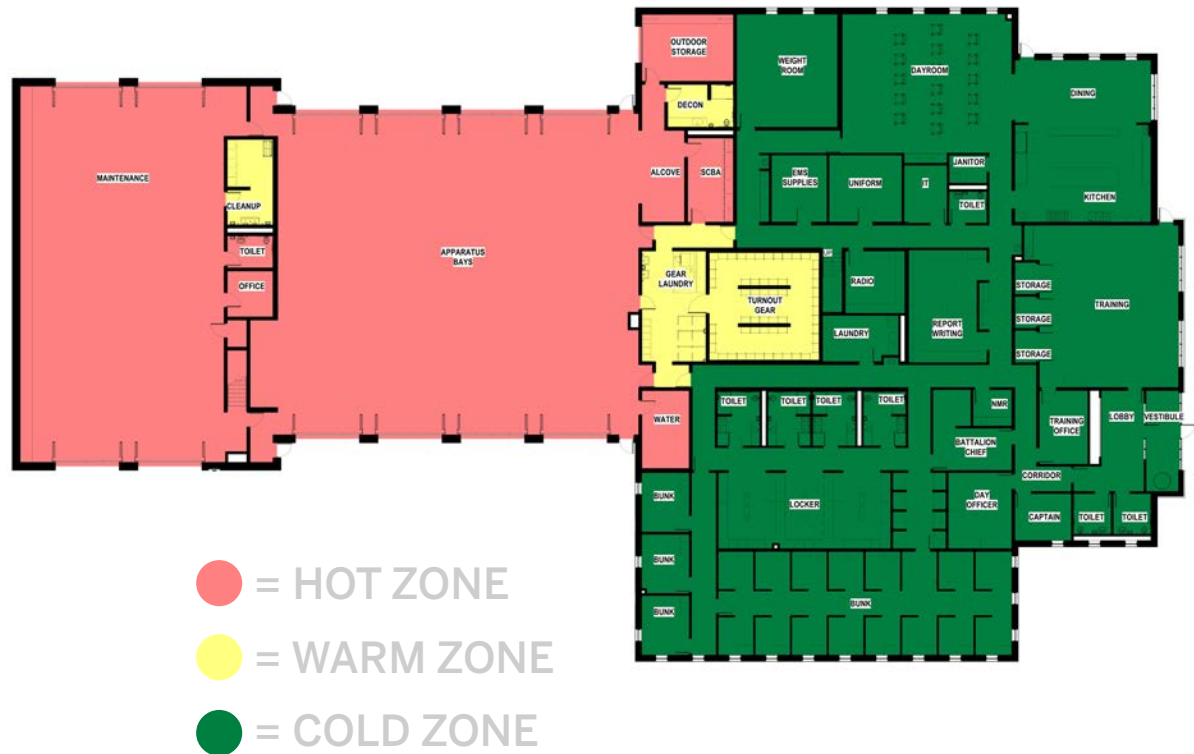 OUTDOOR
STORAGE
WEIGHT
ROOM
DAYROOM
DINING
DECON
MAINTENANCE
ALCOVE
SCBA
EMS
SUPPLIES
UNIFORM
IT
JANITOR
TOILET
KITCHEN
CLEANUP
TOILET
OFFICE
APPARATUS
BAYS
GEAR
LAUNDRY
TURNOUT
GEAR
UP
RADIO
REPORT
WRITING
STORAGE
STORAGE
STORAGE
TRAINING
LAUNDRY
WATER
TOILET
TOILET
TOILET
TOILET
NMR
BATTALION
CHIEF
TRAINING
OFFICE
LOBBY
VESTIBULE
CORRIDOR
BUNK
LOCKER
DAY
OFFICER
CAPTAIN
TOILET
TOILET
BUNK
BUNK
BUNK
= HOT ZONE
= WARM ZONE
= COLD ZONE